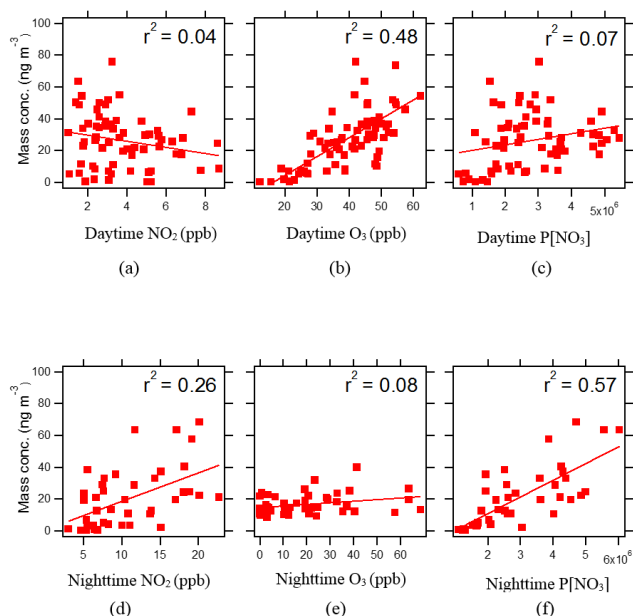 r² = 0.04
r² = 0.48
r² = 0.07
Mass conc. (ng m⁻³)
100
80
60
40
20
0
2 4 6 8
20 30 40 50 60
1 2 3 4 5x10⁶
Daytime NO₂ (ppb)
Daytime O₃ (ppb)
Daytime P[NO₃]
(a)
(b)
(c)
r² = 0.26
r² = 0.08
r² = 0.57
Mass conc. (ng m⁻³)
100
80
60
40
20
0
5 10 15 20
0 10 20 30 40 50 60
2 3 4 6x10⁶
Nighttime NO₂ (ppb)
Nighttime O₃ (ppb)
Nighttime P[NO₃]
(d)
(e)
(f)